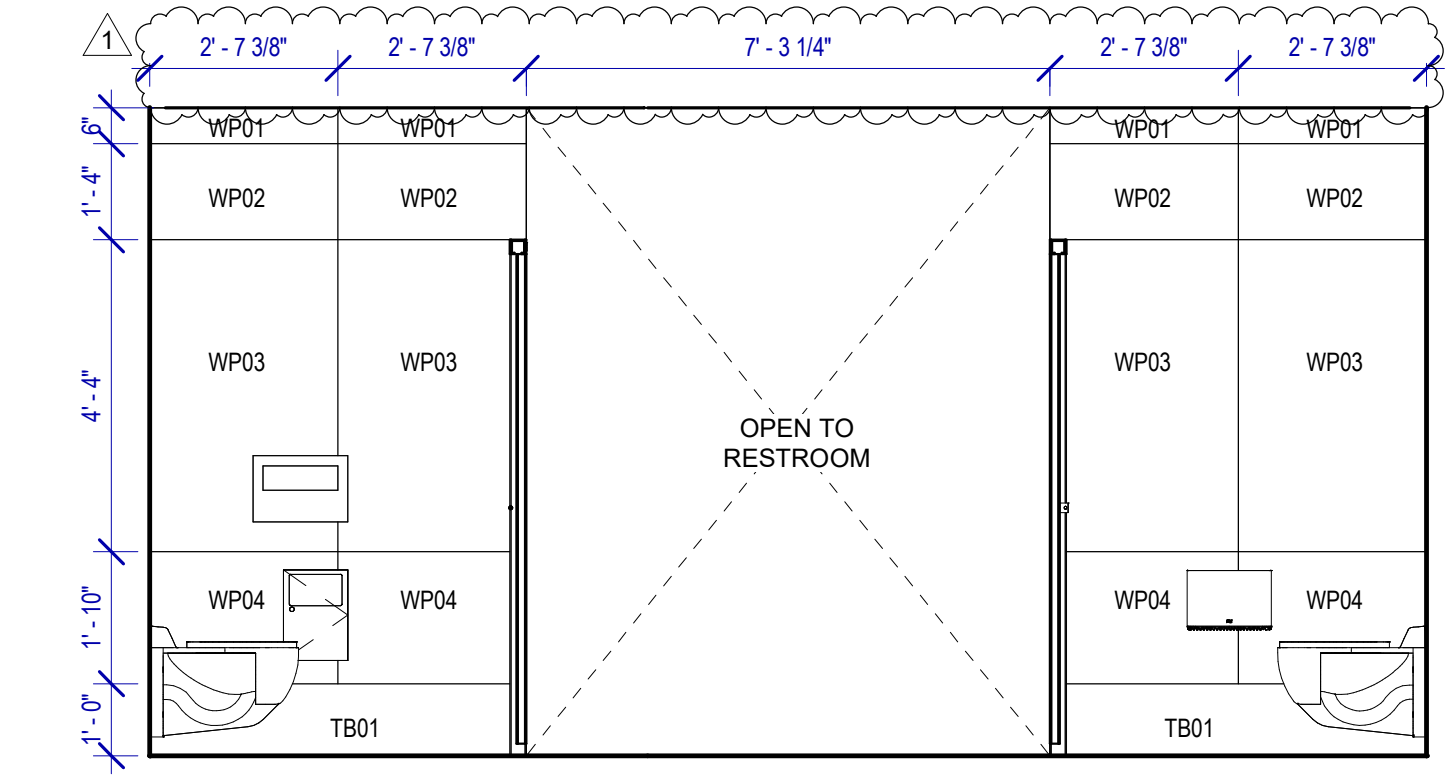 1
2' - 7 3/8" 2' - 7 3/8" 7' - 3 1/4" 2' - 7 3/8" 2' - 7 3/8"
6"
WP01 WP01 WP01 WP01
1' - 4"
WP02 WP02 WP02 WP02
4' - 4"
WP03 WP03 WP03 WP03
OPEN TO
RESTROOM
1' - 10"
WP04 WP04 WP04 WP04
1' - 0"
TB01 TB01